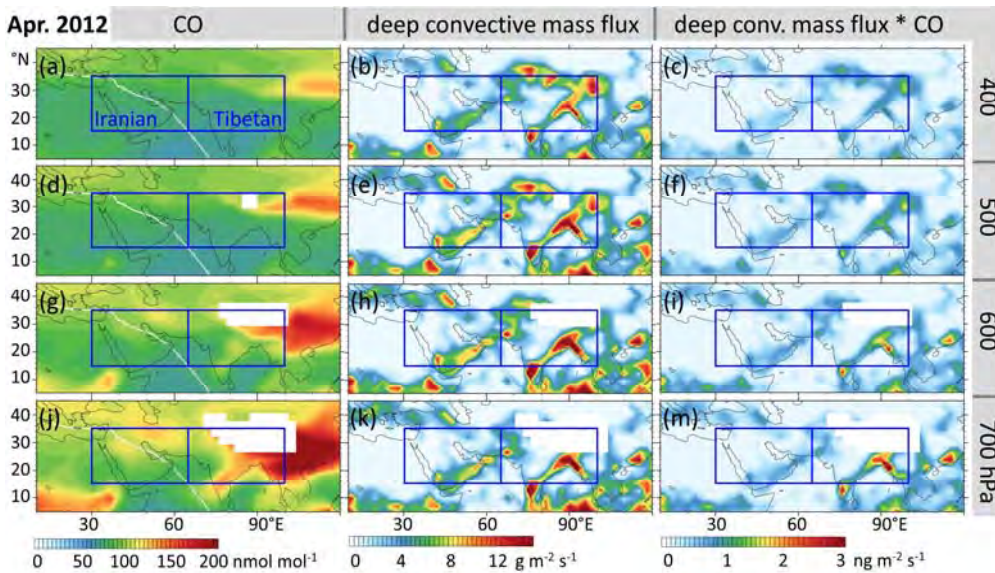 Apr. 2012 CO deep convective mass flux deep conv. mass flux * CO
°N (a) (b) (c)
40
30
Iranian Tibetan
20
10
400
(d) (e) (f)
40
30
20
10
500
(g) (h) (i)
40
30
20
10
600
(j) (k) (m)
40
30
20
10
700 hPa
30 60 90°E 30 60 90°E 30 60 90°E
0 50 100 150 200 nmol mol⁻¹ 0 4 8 12 g m⁻² s⁻¹ 0 1 2 3 ng m⁻² s⁻¹